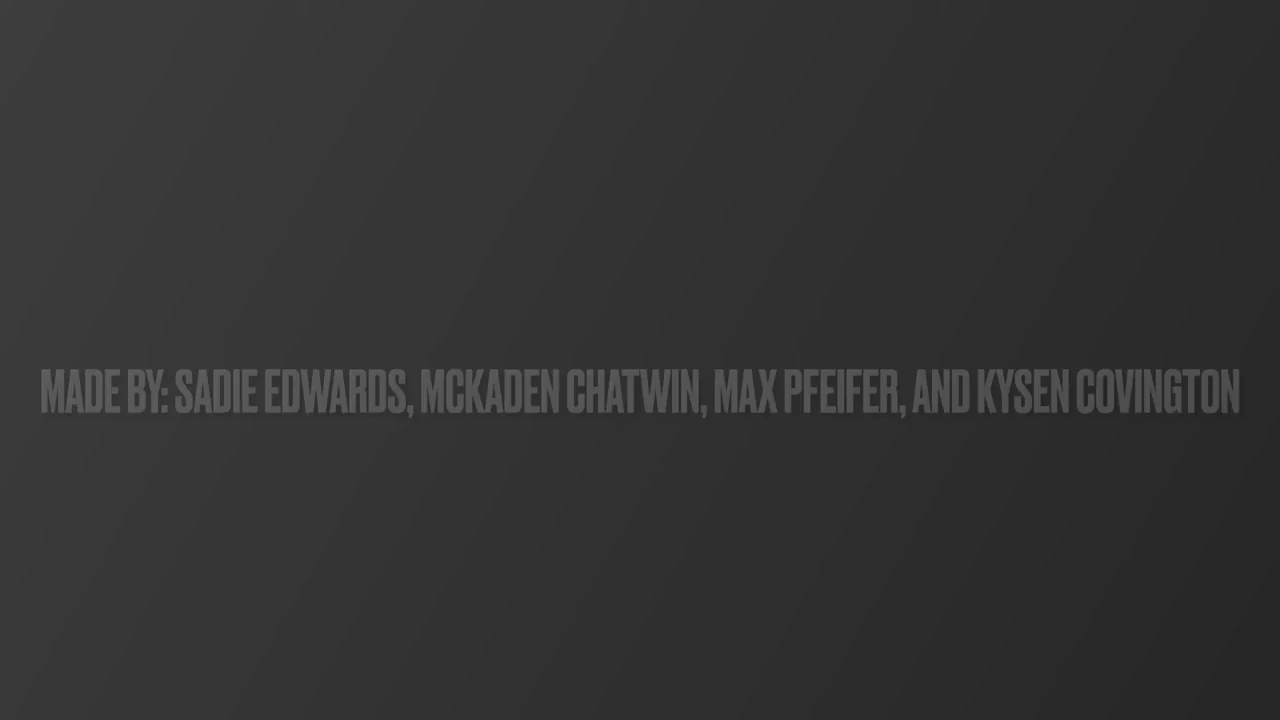 MADE BY: SADIE EDWARDS, MCKADEN CHATWIN, MAX PFEIFER, AND KYSEN COVINGTON